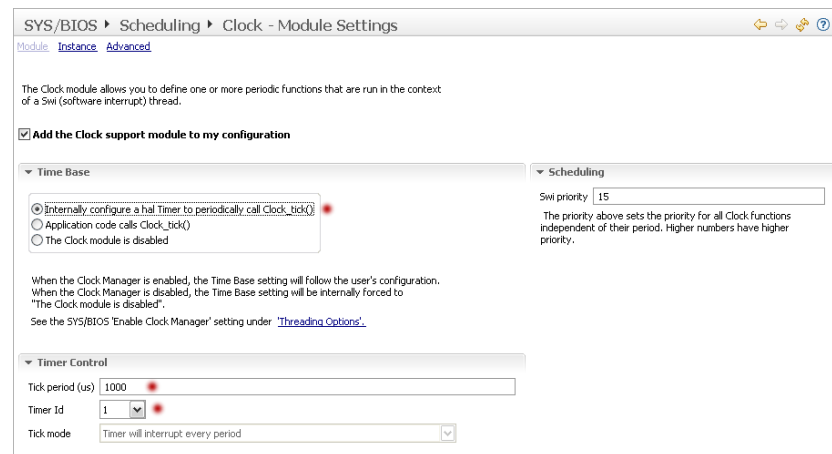 SYS/BIOS ▸ Scheduling ▸ Clock - Module Settings
Module Instance Advanced
The Clock module allows you to define one or more periodic functions that are run in the context
of a Swi (software interrupt) thread.
Add the Clock support module to my configuration
Time Base
Internally configure a hal Timer to periodically call Clock_tick()
Application code calls Clock_tick()
The Clock module is disabled
When the Clock Manager is enabled, the Time Base setting will follow the user's configuration.
When the Clock Manager is disabled, the Time Base setting will be internally forced to
"The Clock module is disabled".
See the SYS/BIOS 'Enable Clock Manager' setting under 'Threading Options'.
Scheduling
Swi priority 15
The priority above sets the priority for all Clock functions
independent of their period. Higher numbers have higher
priority.
Timer Control
Tick period (us) 1000
Timer Id 1
Tick mode Timer will interrupt every period